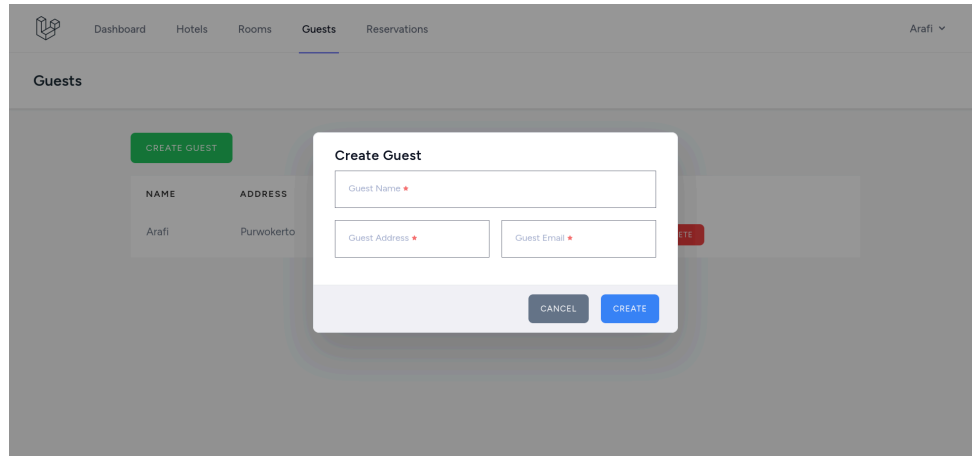 Dashboard Hotels Rooms Guests Reservations Arafi
Guests
CREATE GUEST
NAME ADDRESS
Arafi Purwokerto
Create Guest
Guest Name *
Guest Address * Guest Email *
CANCEL CREATE